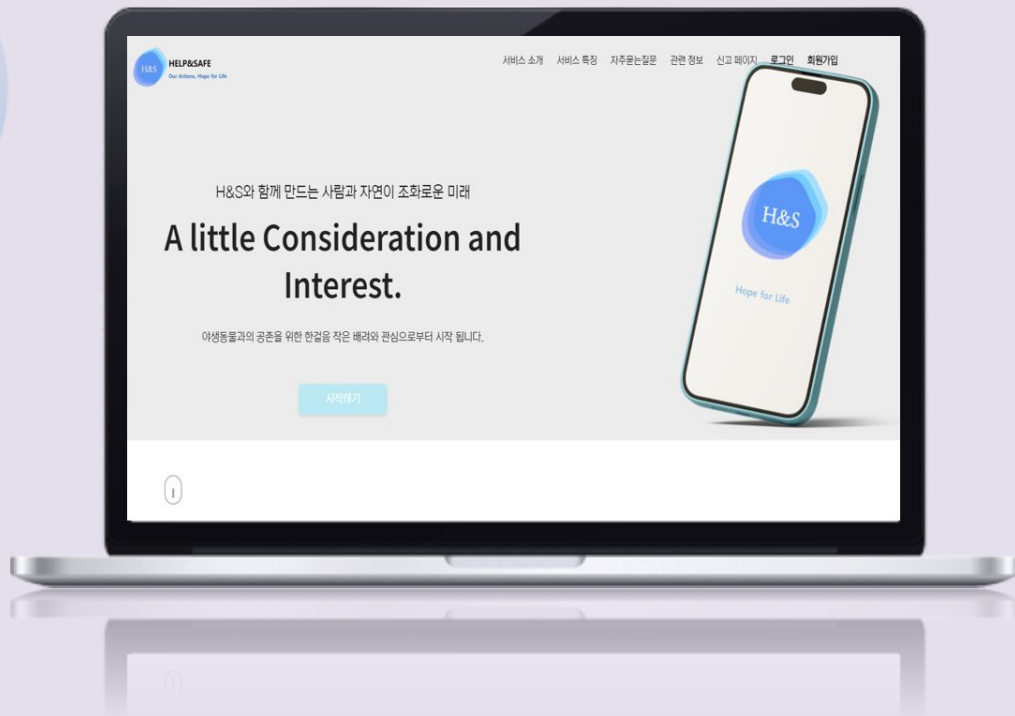 H&S
HELP&SAFE
Our Actions, Hope for Life
서비스 소개 서비스 특징 자주묻는질문 관련 정보 신고 페이지 로그인 회원가입
H&S와 함께 만드는 사람과 자연이 조화로운 미래
A little Consideration and
Interest.
야생동물과의 공존을 위한 한걸음 작은 배려와 관심으로부터 시작 됩니다.
시작하기
H&S
Hope for Life